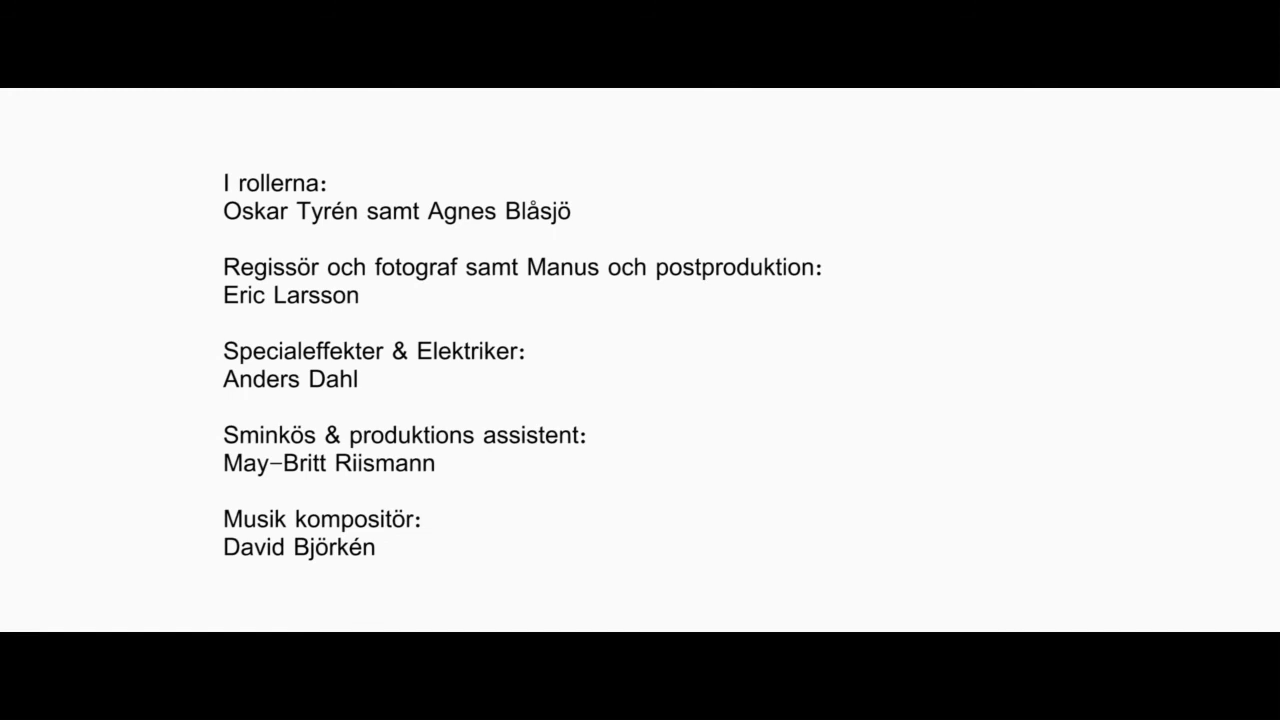 I rollerna:
Oskar Tyrén samt Agnes Blåsjö
Regissör och fotograf samt Manus och postproduktion:
Eric Larsson
Specialeffekter & Elektriker:
Anders Dahl
Sminkös & produktions assistent:
May-Britt Riismann
Musik kompositör:
David Björkén